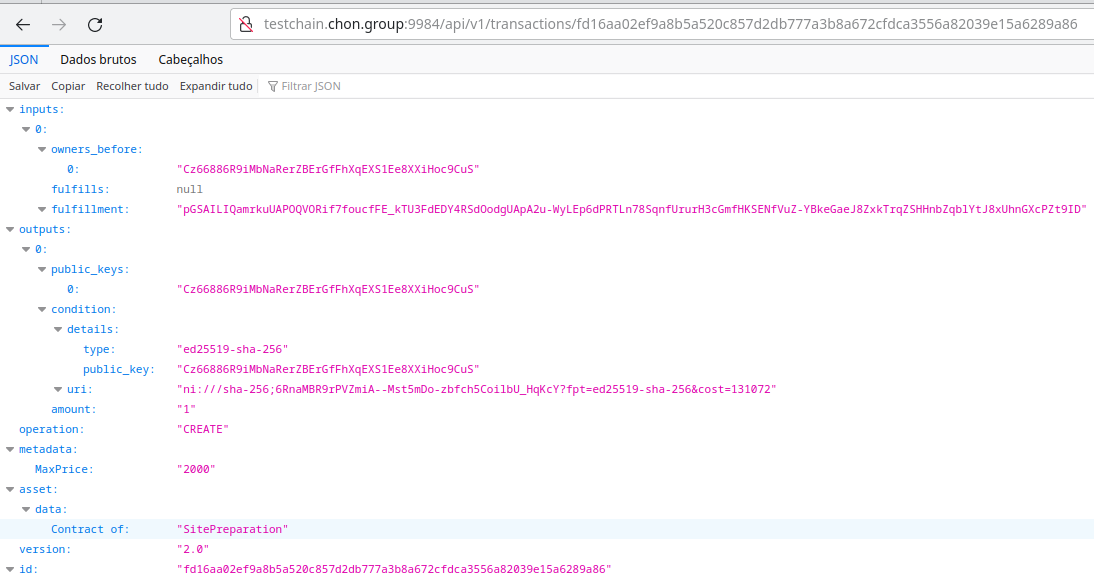 testchain.chon.group:9984/api/v1/transactions/fd16aa02ef9a8b5a520c857d2db777a3b8a672cfdca3556a82039e15a6289a86
JSON Dados brutos Cabeçalhos
Salvar Copiar Recolher tudo Expandir tudo Filtrar JSON
inputs:
0:
owners_before:
0: "Cz66886R9iMbNaRerZBErGfFhXqEXS1Ee8XXiHoc9CuS"
fulfills: null
fulfillment: "pGSAILIQamrkuUAPOQVORif7foucfFE_kTU3FdEDY4RSdOodgUApA2u-WyLEp6dPRTLn78SqnfUrurH3cGmfHKSENfVuZ-YBkeGaeJ8ZxkTrqZSHHnbZqblYtJ8xUhnGXcPZt9ID"
outputs:
0:
public_keys:
0: "Cz66886R9iMbNaRerZBErGfFhXqEXS1Ee8XXiHoc9CuS"
condition:
details:
type: "ed25519-sha-256"
public_key: "Cz66886R9iMbNaRerZBErGfFhXqEXS1Ee8XXiHoc9CuS"
uri: "ni:///sha-256;6RnaMBR9rPVZmiA--Mst5mDo-zbfch5CoilbU_HqKcY?fpt=ed25519-sha-256&cost=131072"
amount: "1"
operation: "CREATE"
metadata:
MaxPrice: "2000"
asset:
data:
Contract of: "SitePreparation"
version: "2.0"
id: "fd16aa02ef9a8b5a520c857d2db777a3b8a672cfdca3556a82039e15a6289a86"